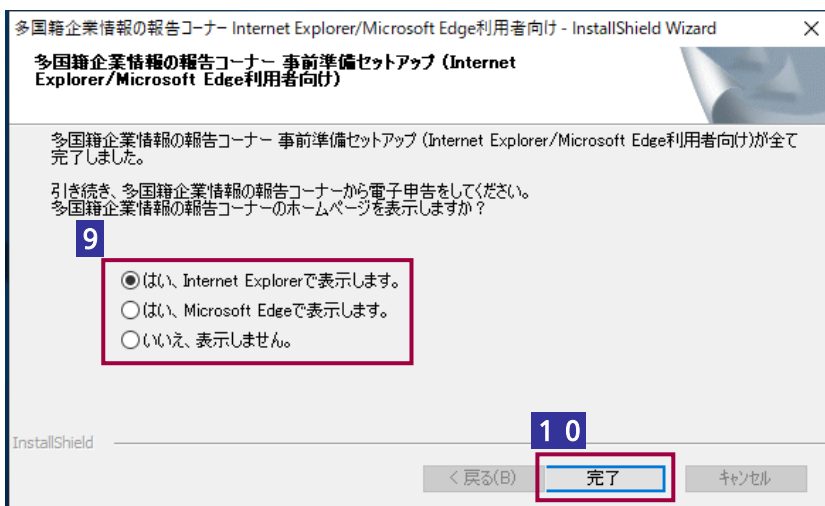 多国籍企業情報の報告コーナー Internet Explorer/Microsoft Edge利用者向け - InstallShield Wizard
多国籍企業情報の報告コーナー 事前準備セットアップ (Internet
Explorer/Microsoft Edge利用者向け)
多国籍企業情報の報告コーナー 事前準備セットアップ (Internet Explorer/Microsoft Edge利用者向け)が全て
完了しました。
引き続き、多国籍企業情報の報告コーナーから電子申告をしてください。
多国籍企業情報の報告コーナーのホームページを表示しますか？
9
はい、Internet Explorerで表示します。
はい、Microsoft Edgeで表示します。
いいえ、表示しません。
10
InstallShield
< 戻る(B) 完了 キャンセル